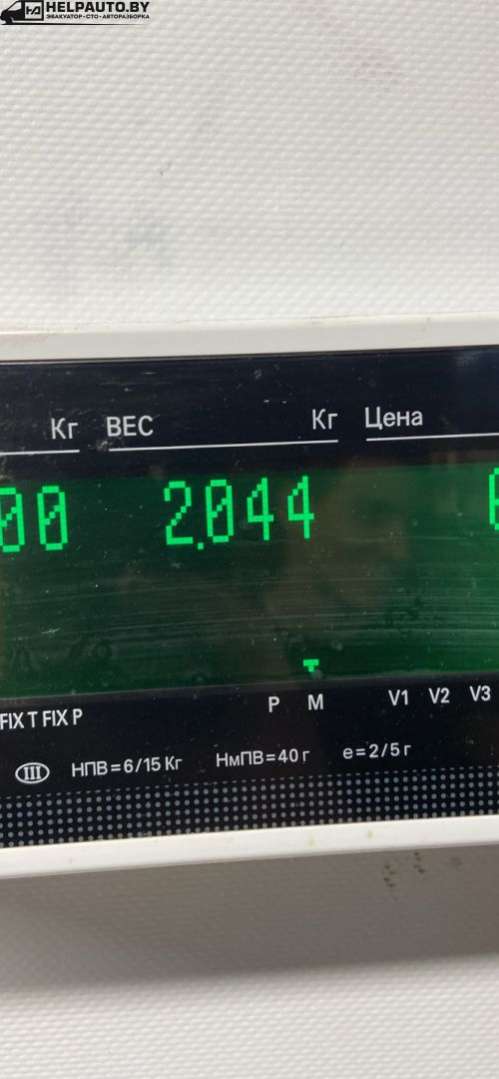 HELPAUTO.BY
ЭВАКУАТОР·СТО·АВТОРАЗБОРКА
Кг ВЕС Кг Цена
00 2.044
P M V1 V2 V3
FIX T FIX P
III НПВ=6/15 Кг НмПВ=40 г e=2/5 г